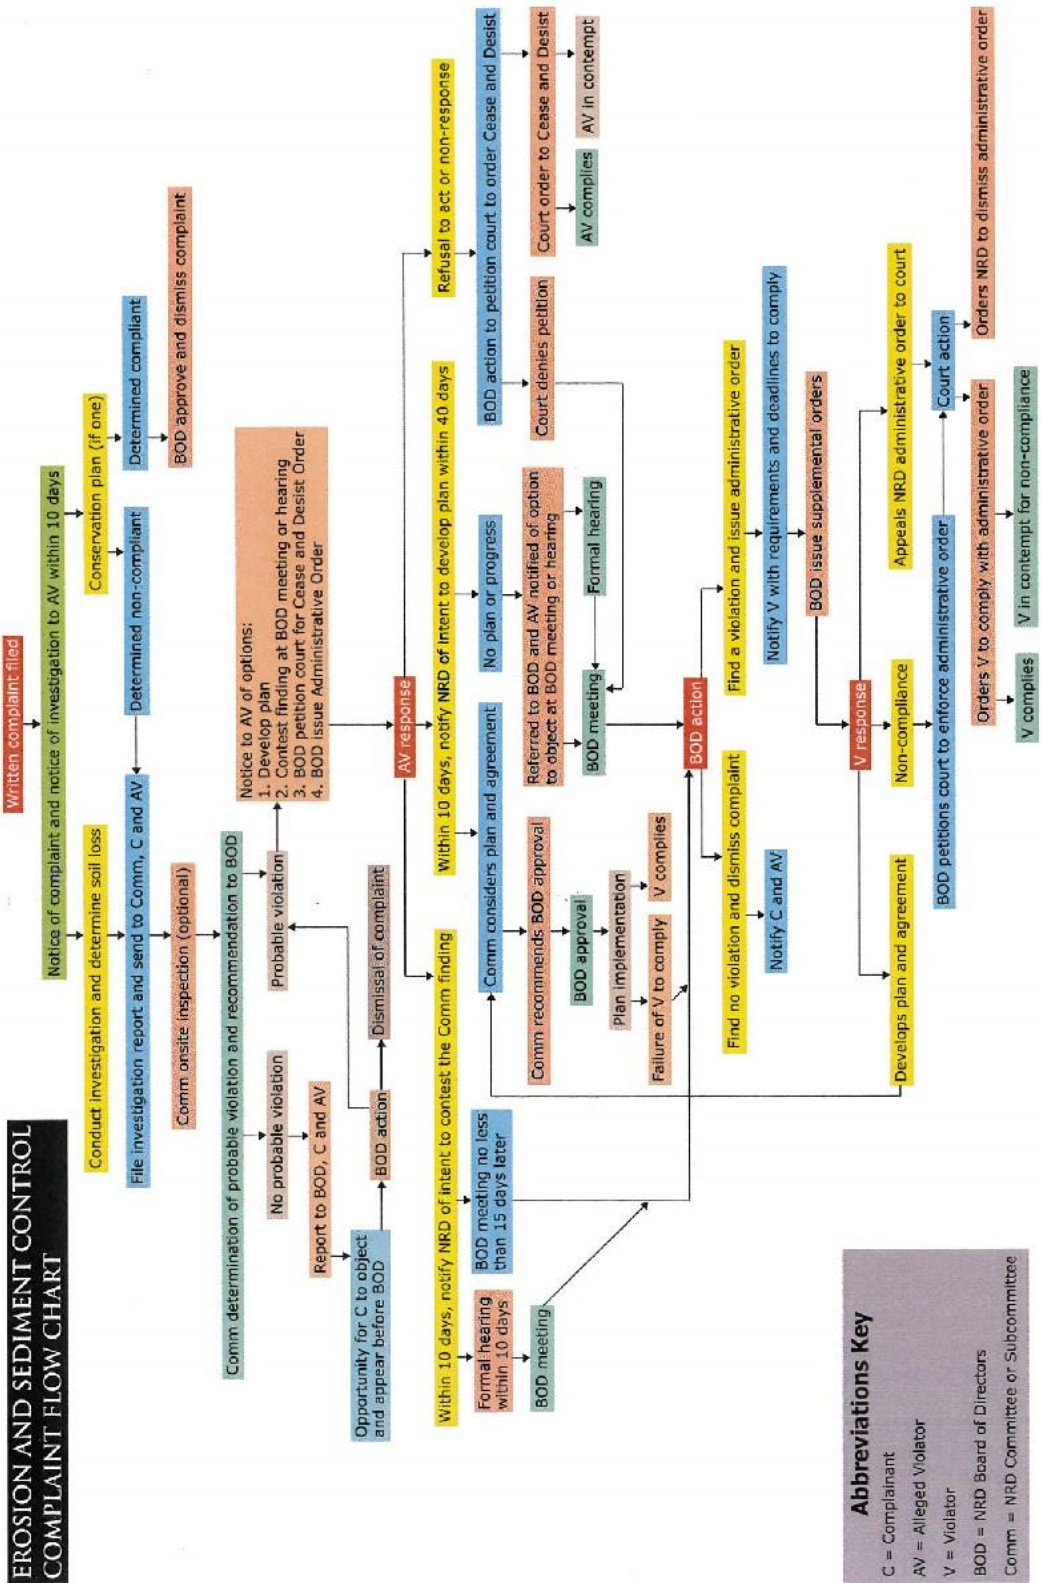 EROSION AND SEDIMENT CONTROL
COMPLAINT FLOW CHART
Written complaint filed
Notice of complaint and notice of investigation to AV within 10 days
Conduct investigation and determine soil loss
Conservation plan (if one)
File investigation report and send to Comm, C and AV
Determined non-compliant
Determined compliant
Comm onsite inspection (optional)
BOD approve and dismiss complaint
Comm determination of probable violation and recommendation to BOD
No probable violation
Probable violation
Notice to AV of options:
1. Develop plan
2. Contest finding at BOD meeting or hearing
3. BOD petition court for Cease and Desist Order
4. BOD issue Administrative Order
Report to BOD, C and AV
Opportunity for C to object
and appear before BOD
BOD action
Dismissal of complaint
AV response
Within 10 days, notify NRD of intent to contest the Comm finding
Within 10 days, notify NRD of Intent to develop plan within 40 days
Refusal to act or non-response
Formal hearing
within 10 days
BOD meeting no less
than 15 days later
Comm considers plan and agreement
No plan or progress
BOD action to petition court to order Cease and Desist
BOD meeting
Comm recommends BOD approval
Referred to BOD and AV notified of option
to object at BOD meeting or hearing
Court denies petition
Court order to Cease and Desist
BOD approval
BOD meeting
Formal hearing
AV complies
AV in contempt
Plan implementation
Failure of V to comply
V complies
BOD action
Find no violation and dismiss complaint
Find a violation and issue administrative order
Notify C and AV
Notify V with requirements and deadlines to comply
BOD issue supplemental orders
V response
Develops plan and agreement
Non-compliance
Appeals NRD administrative order to court
BOD petitions court to enforce administrative order
Court action
Orders V to comply with administrative order
Orders NRD to dismiss administrative order
V complies
V in contempt for non-compliance
Abbreviations Key
C = Complainant
AV = Alleged Violator
V = Violator
BOD = NRD Board of Directors
Comm = NRD Committee or Subcommittee